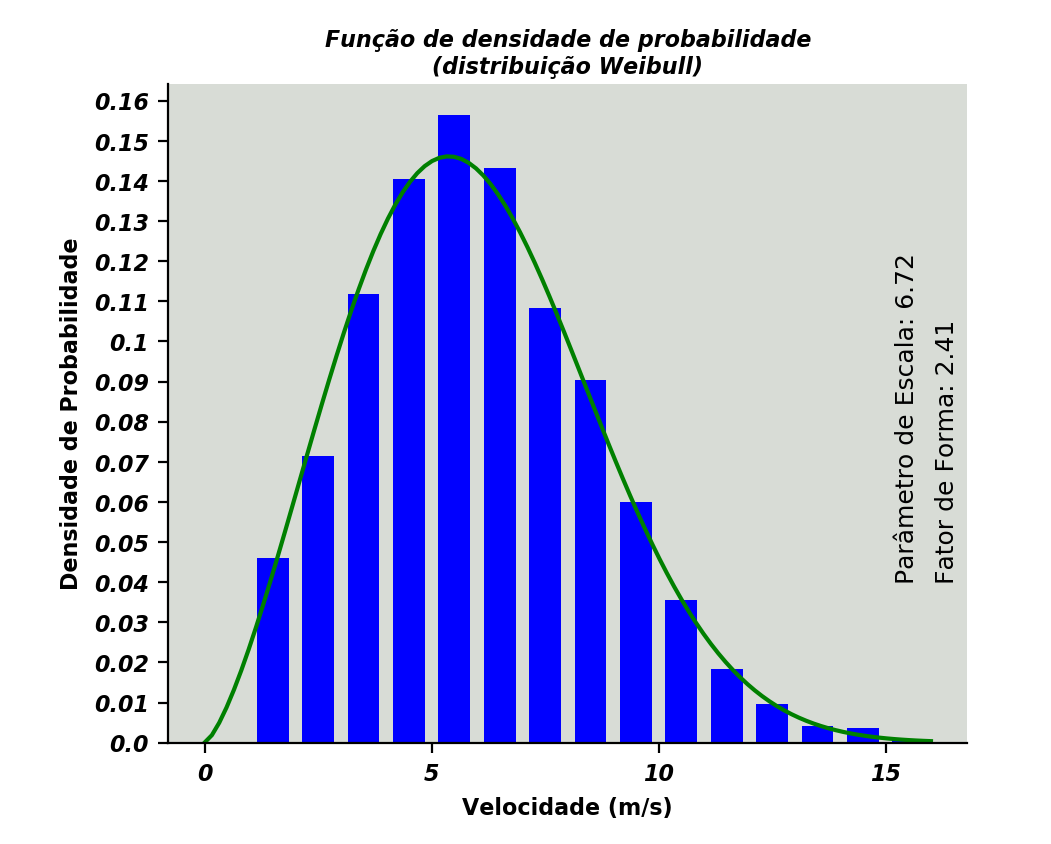 Função de densidade de probabilidade
(distribuição Weibull)
0.16
0.15
0.14
0.13
0.12
0.11
0.1
0.09
0.08
0.07
0.06
0.05
0.04
0.03
0.02
0.01
0.0
Densidade de Probabilidade
Parâmetro de Escala: 6.72
Fator de Forma: 2.41
0 5 10 15
Velocidade (m/s)